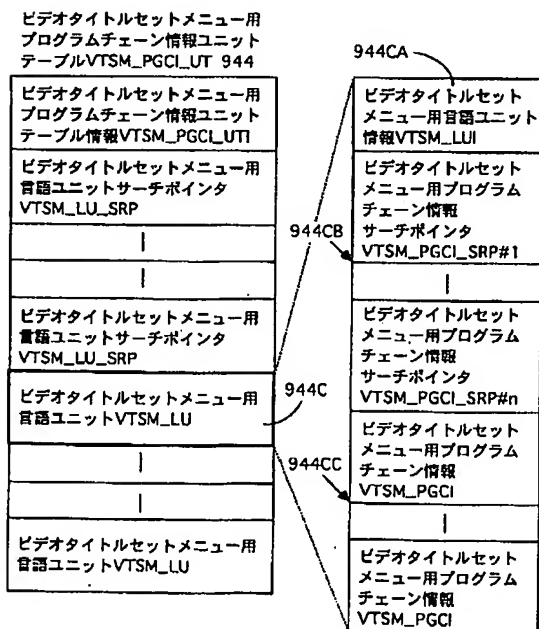 ビデオタイトルセットメニュー用
プログラムチェーン情報ユニット
テーブルVTSM_PGCI_UT 944
ビデオタイトルセットメニュー用
プログラムチェーン情報ユニット
テーブル情報VTSM_PGCI_UTI
ビデオタイトルセットメニュー用
言語ユニットサーチポインタ
VTSM_LU_SRP
ビデオタイトルセットメニュー用
言語ユニットサーチポインタ
VTSM_LU_SRP
ビデオタイトルセットメニュー用
言語ユニットVTSM_LU
ビデオタイトルセットメニュー用
言語ユニットVTSM_LU
944C
944CA
ビデオタイトルセット
メニュー用言語ユニット
情報VTSM_LUI
ビデオタイトルセット
メニュー用プログラム
チェーン情報
サーチポインタ
VTSM_PGCI_SRP#1
944CB
ビデオタイトルセット
メニュー用プログラム
チェーン情報
サーチポインタ
VTSM_PGCI_SRP#n
ビデオタイトルセット
メニュー用プログラム
チェーン情報
VTSM_PGCI
944CC
ビデオタイトルセット
メニュー用プログラム
チェーン情報
VTSM_PGCI